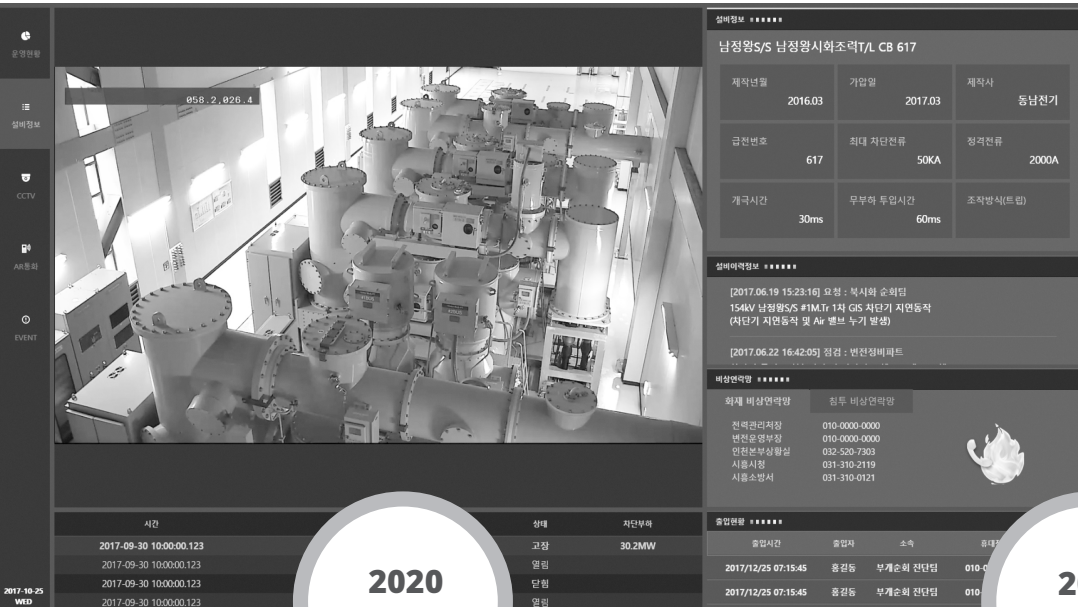 운영현황
설비정보
CCTV
AR통화
EVENT
2017-10-25
WED
058.2,026.4
시간
상태
차단부하
2017-09-30 10:00:00.123
고장
30.2MW
2017-09-30 10:00:00.123
열림
2017-09-30 10:00:00.123
닫힘
2017-09-30 10:00:00.123
열림
2020
설비정보
남정왕S/S 남정왕시화조력T/L CB 617
제작년월
2016.03
가압일
2017.03
제작사
동남전기
급전번호
617
최대 차단전류
50KA
정격전류
2000A
개극시간
30ms
무부하 투입시간
60ms
조작방식(트립)
설비이력정보
[2017.06.19 15:23:16] 요청 : 북시화 순회팀
154kV 남정왕S/S #1M.Tr 1차 GIS 차단기 지연동작
(차단기 지연동작 및 Air 밸브 누기 발생)
[2017.06.22 16:42:05] 점검 : 변전정비파트
비상연락망
화재 비상연락망
침투 비상연락망
전력관리처장 010-0000-0000
변전운영부장 010-0000-0000
인천본부상황실 032-520-7303
시흥시청 031-310-2119
시흥소방서 031-310-0121
출입현황
출입시간
출입자
소속
휴대
2017/12/25 07:15:45 홍길동 부개순회 진단팀 010-0
2017/12/25 07:15:45 홍길동 부개순회 진단팀 010
2